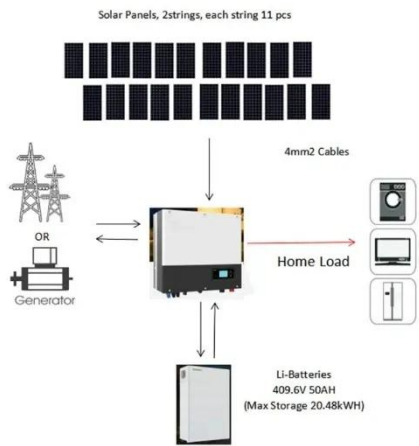 Solar Panels, 2strings, each string 11 pcs
4mm2 Cables
OR
Generator
Home Load
Li-Batteries
409.6V 50AH
(Max Storage 20.48kWH)